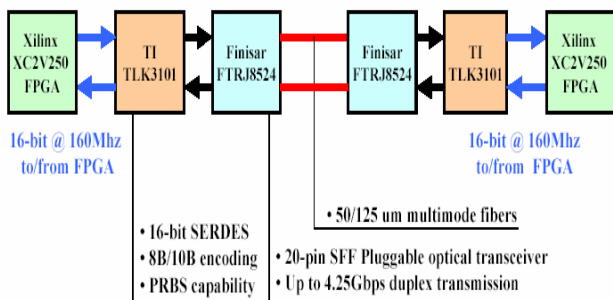 Xilinx
XC2V250
FPGA
TI
TLK3101
Finisar
FTRJ8524
Finisar
FTRJ8524
TI
TLK3101
Xilinx
XC2V250
FPGA
16-bit @ 160Mhz
to/from FPGA
16-bit @ 160Mhz
to/from FPGA
• 50/125 um multimode fibers
• 16-bit SERDES
• 8B/10B encoding
• PRBS capability
• 20-pin SFF Pluggable optical transceiver
• Up to 4.25Gbps duplex transmission